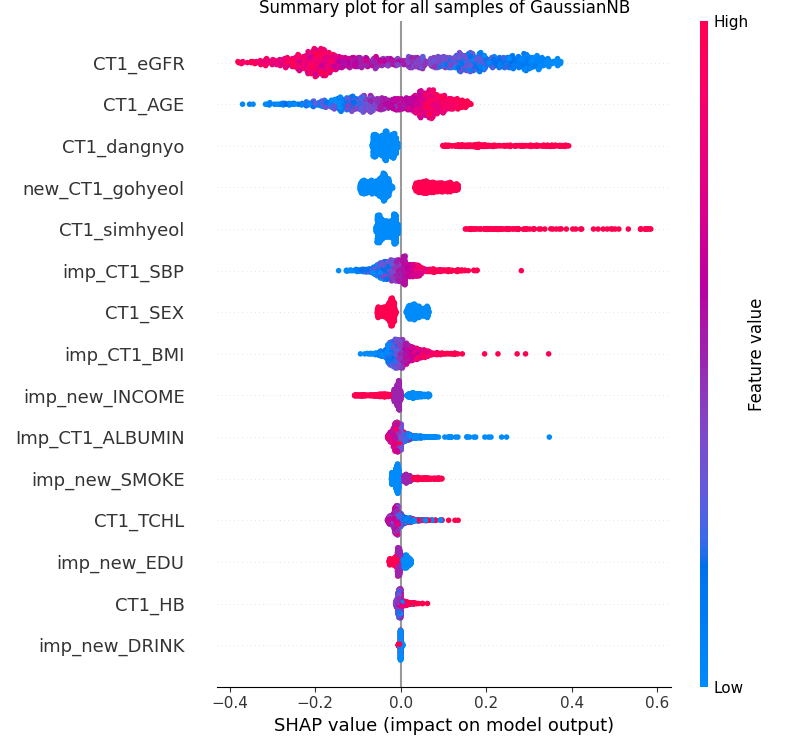 Summary plot for all samples of GaussianNB
High
CT1_eGFR
CT1_AGE
CT1_dangnyo
new_CT1_gohyeol
CT1_simhyeol
imp_CT1_SBP
CT1_SEX
imp_CT1_BMI
imp_new_INCOME
Imp_CT1_ALBUMIN
imp_new_SMOKE
CT1_TCHL
imp_new_EDU
CT1_HB
imp_new_DRINK
Feature value
Low
−0.4 −0.2 0.0 0.2 0.4 0.6
SHAP value (impact on model output)